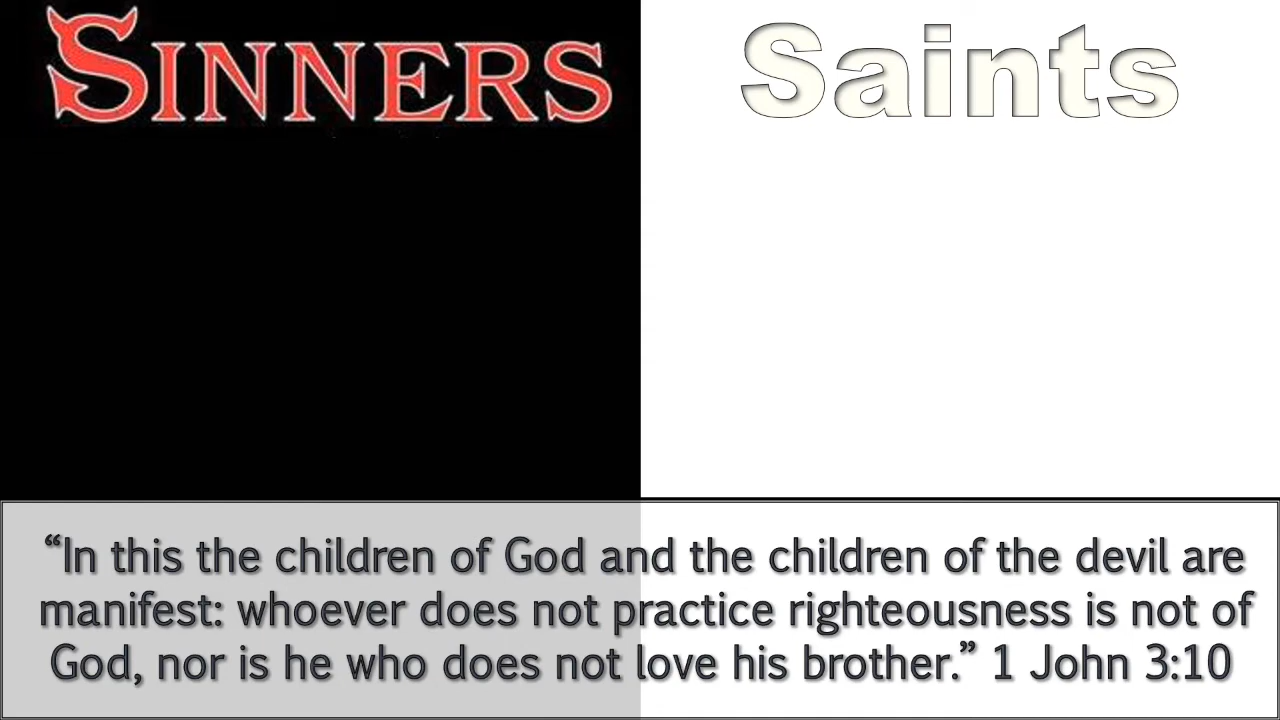 SINNERS
Saints
“In this the children of God and the children of the devil are
manifest: whoever does not practice righteousness is not of
God, nor is he who does not love his brother.” 1 John 3:10